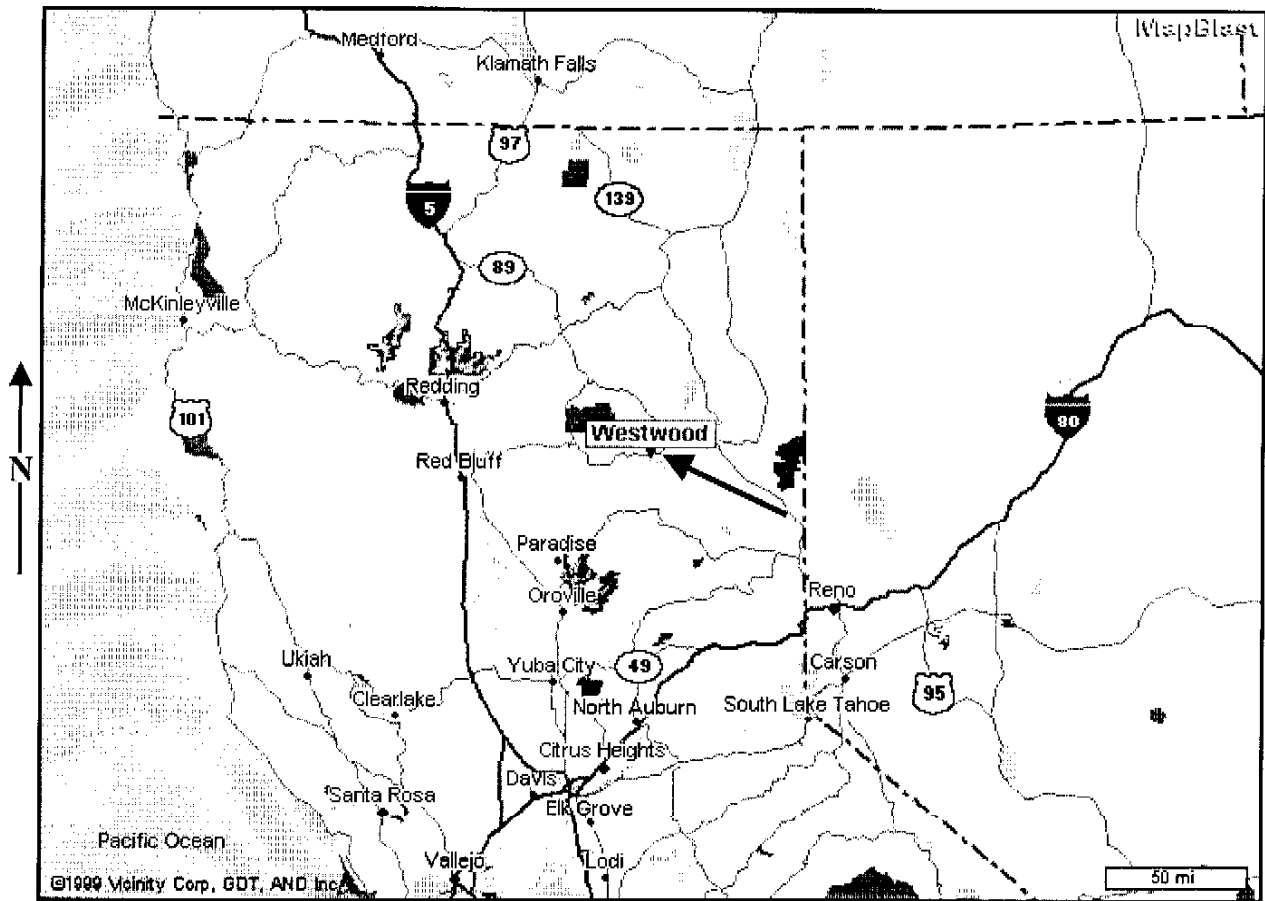 MapBlast
Medford
Klamath Falls
97
139
5
89
McKinleyville
Redding
101
80
Westwood
N
Red Bluff
Paradise
Oroville
Reno
Ukiah
Yuba City
49
Carson
95
Clearlake
North Auburn
South Lake Tahoe
Citrus Heights
Davis
Santa Rosa
Elk Grove
Pacific Ocean
Vallejo
Lodi
©1999 Vicinity Corp, GDT, AND Inc.
50 mi